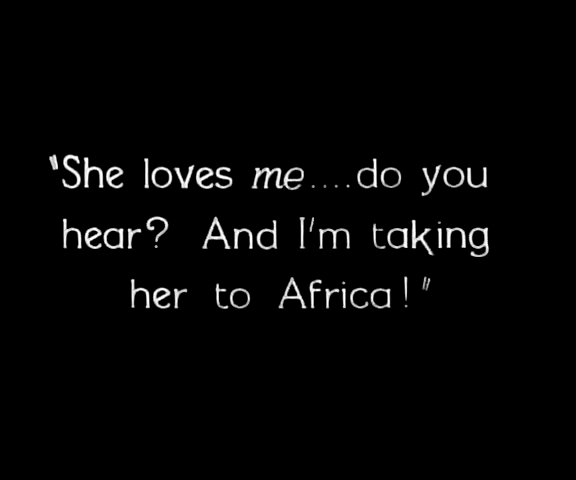 "She loves me....do you
hear? And I'm taking
her to Africa!"